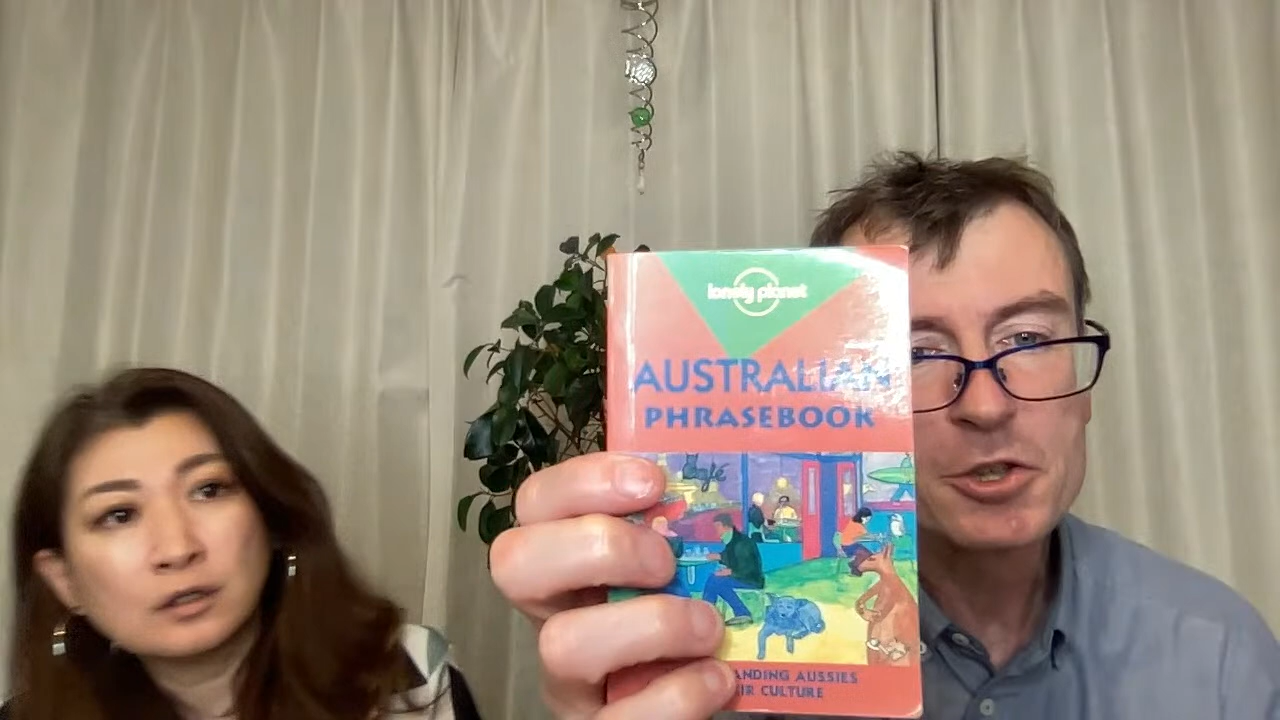 lonely planet
AUSTRALIAN
PHRASEBOOK
Café
ANDING AUSSIES
IR CULTURE